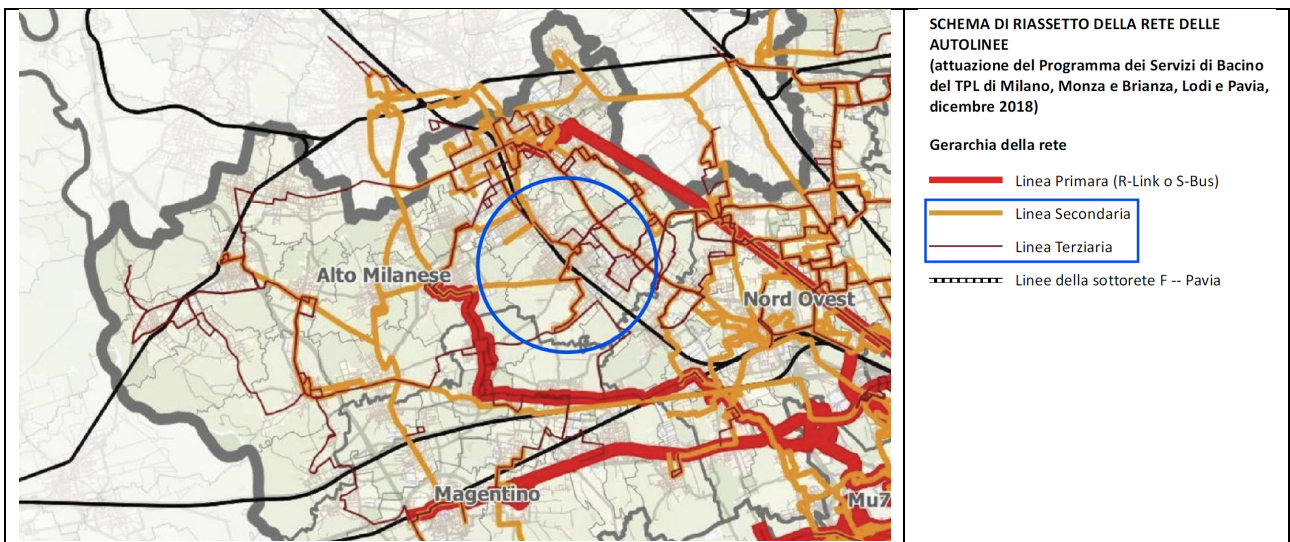 SCHEMA DI RIASSETTO DELLA RETE DELLE
AUTOLINEE
(attuazione del Programma dei Servizi di Bacino
del TPL di Milano, Monza e Brianza, Lodi e Pavia,
dicembre 2018)
Gerarchia della rete
Linea Primara (R-Link o S-Bus)
Linea Secondaria
Linea Terziaria
Linee della sottorete F -- Pavia
Alto Milanese
Nord Ovest
Magentino
Mu7